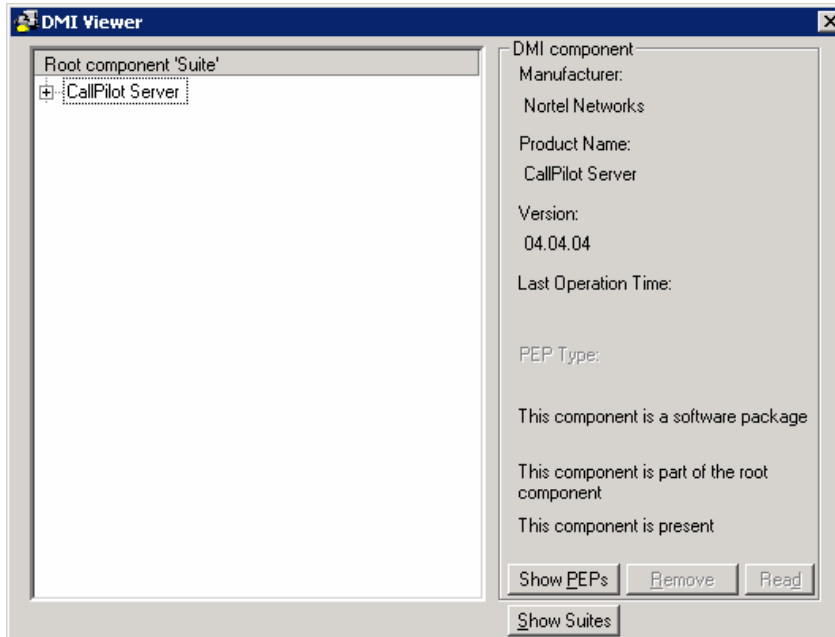 DMI Viewer
Root component 'Suite'
CallPilot Server
DMI component
Manufacturer:
Nortel Networks
Product Name:
CallPilot Server
Version:
04.04.04
Last Operation Time:
PEP Type:
This component is a software package
This component is part of the root
component
This component is present
Show PEPs Remove Read
Show Suites